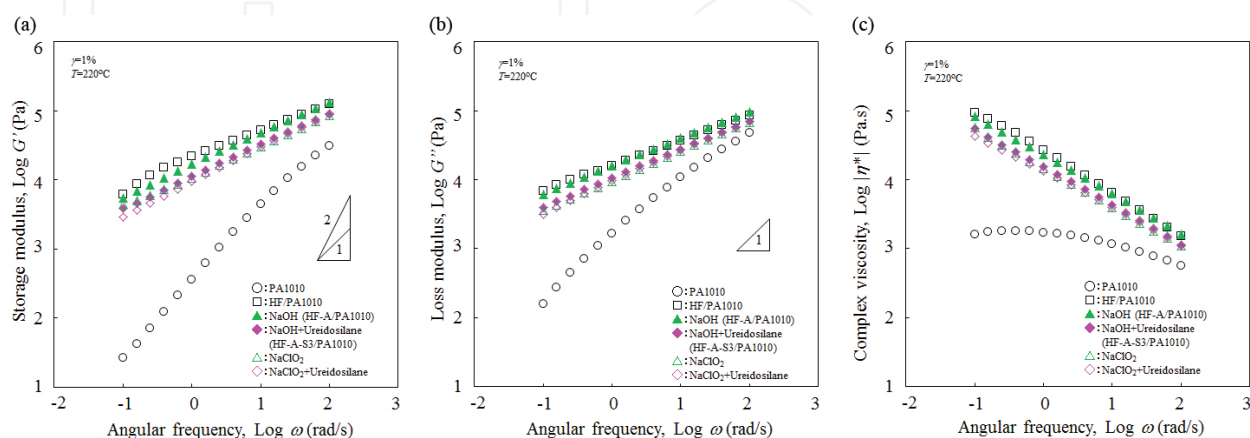 (a)
6
5
4
3
2
1
Storage modulus, Log G' (Pa)
γ=1%
T=220°C
2
1
○: PA1010
□: HF/PA1010
▲: NaOH (HF-A/PA1010)
◆: NaOH+Ureidosilane
(HF-A-S3/PA1010)
△: NaClO₂
◇: NaClO₂+Ureidosilane
-2 -1 0 1 2 3
Angular frequency, Log ω (rad/s)
(b)
6
5
4
3
2
1
Loss modulus, Log G'' (Pa)
γ=1%
T=220°C
1
○: PA1010
□: HF/PA1010
▲: NaOH (HF-A/PA1010)
◆: NaOH+Ureidosilane
(HF-A-S3/PA1010)
△: NaClO₂
◇: NaClO₂+Ureidosilane
-2 -1 0 1 2 3
Angular frequency, Log ω (rad/s)
(c)
6
5
4
3
2
1
Complex viscosity, Log |η*| (Pa.s)
γ=1%
T=220°C
○: PA1010
□: HF/PA1010
▲: NaOH (HF-A/PA1010)
◆: NaOH+Ureidosilane
(HF-A-S3/PA1010)
△: NaClO₂
◇: NaClO₂+Ureidosilane
-2 -1 0 1 2 3
Angular frequency, Log ω (rad/s)